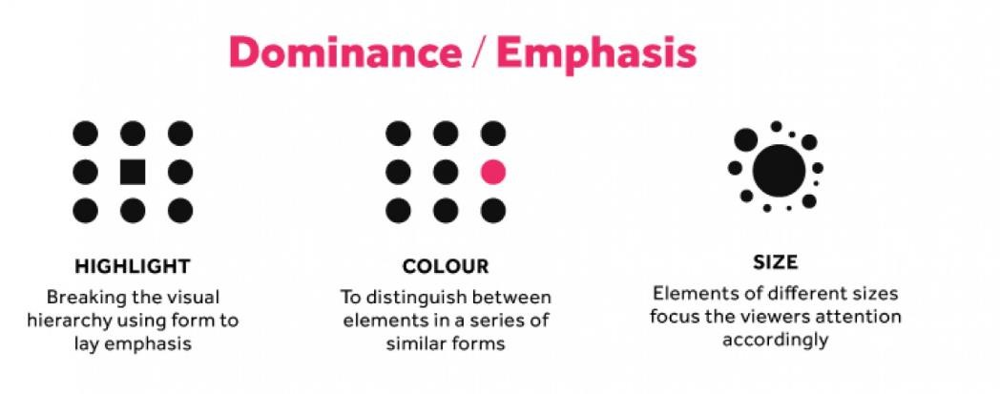 Dominance / Emphasis
HIGHLIGHT
Breaking the visual
hierarchy using form to
lay emphasis
COLOUR
To distinguish between
elements in a series of
similar forms
SIZE
Elements of different sizes
focus the viewers attention
accordingly